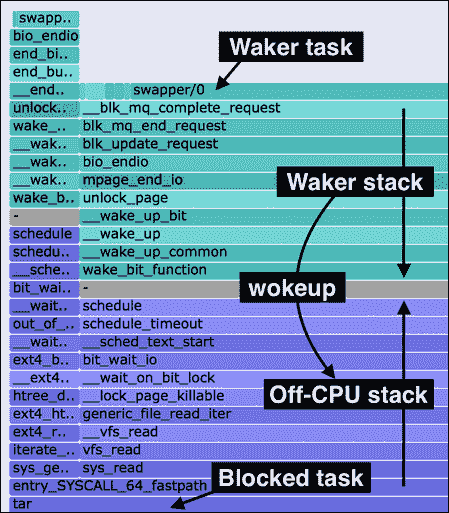 swapp..
bio_endio
end_bi..
end_bu..
Waker task
__end.. swapper/0
unlock.. __blk_mq_complete_request
wake_.. blk_mq_end_request
__wak.. blk_update_request
__wak.. bio_endio
__wak.. mpage_end_io
Waker stack
wake_b.. unlock_page
- __wake_up_bit
schedule __wake_up
schedu.. __wake_up_common
__sche.. wake_bit_function
wokeup
bit_wai.. -
__wait.. schedule
out_of_.. schedule_timeout
__wait.. __sched_text_start
ext4_b.. bit_wait_io
__ext4.. __wait_on_bit_lock
Off-CPU stack
htree_d.. __lock_page_killable
ext4_ht.. generic_file_read_iter
ext4_r.. __vfs_read
iterate_.. vfs_read
sys_ge.. sys_read
Blocked task
entry_SYSCALL_64_fastpath
tar